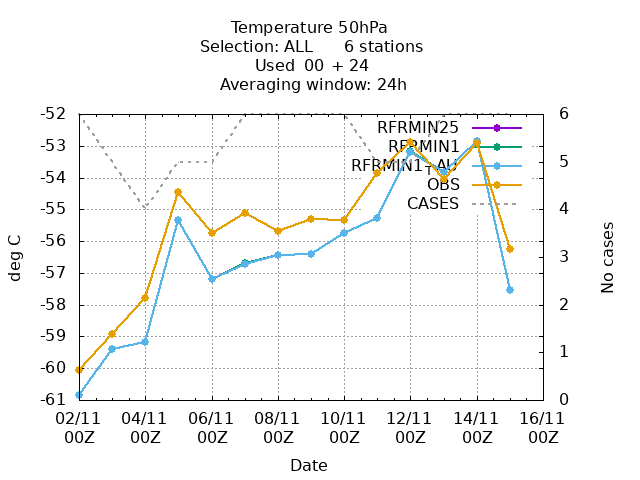 Temperature 50hPa
Selection: ALL 6 stations
Used 00 + 24
Averaging window: 24h
-52
-53
-54
-55
-56
-57
-58
-59
-60
-61
deg C
6
5
4
3
2
1
0
No cases
RFRMIN25
RFRMIN1
OBS
CASES
02/11 04/11 06/11 08/11 10/11 12/11 14/11 16/11
00Z 00Z 00Z 00Z 00Z 00Z 00Z 00Z
Date